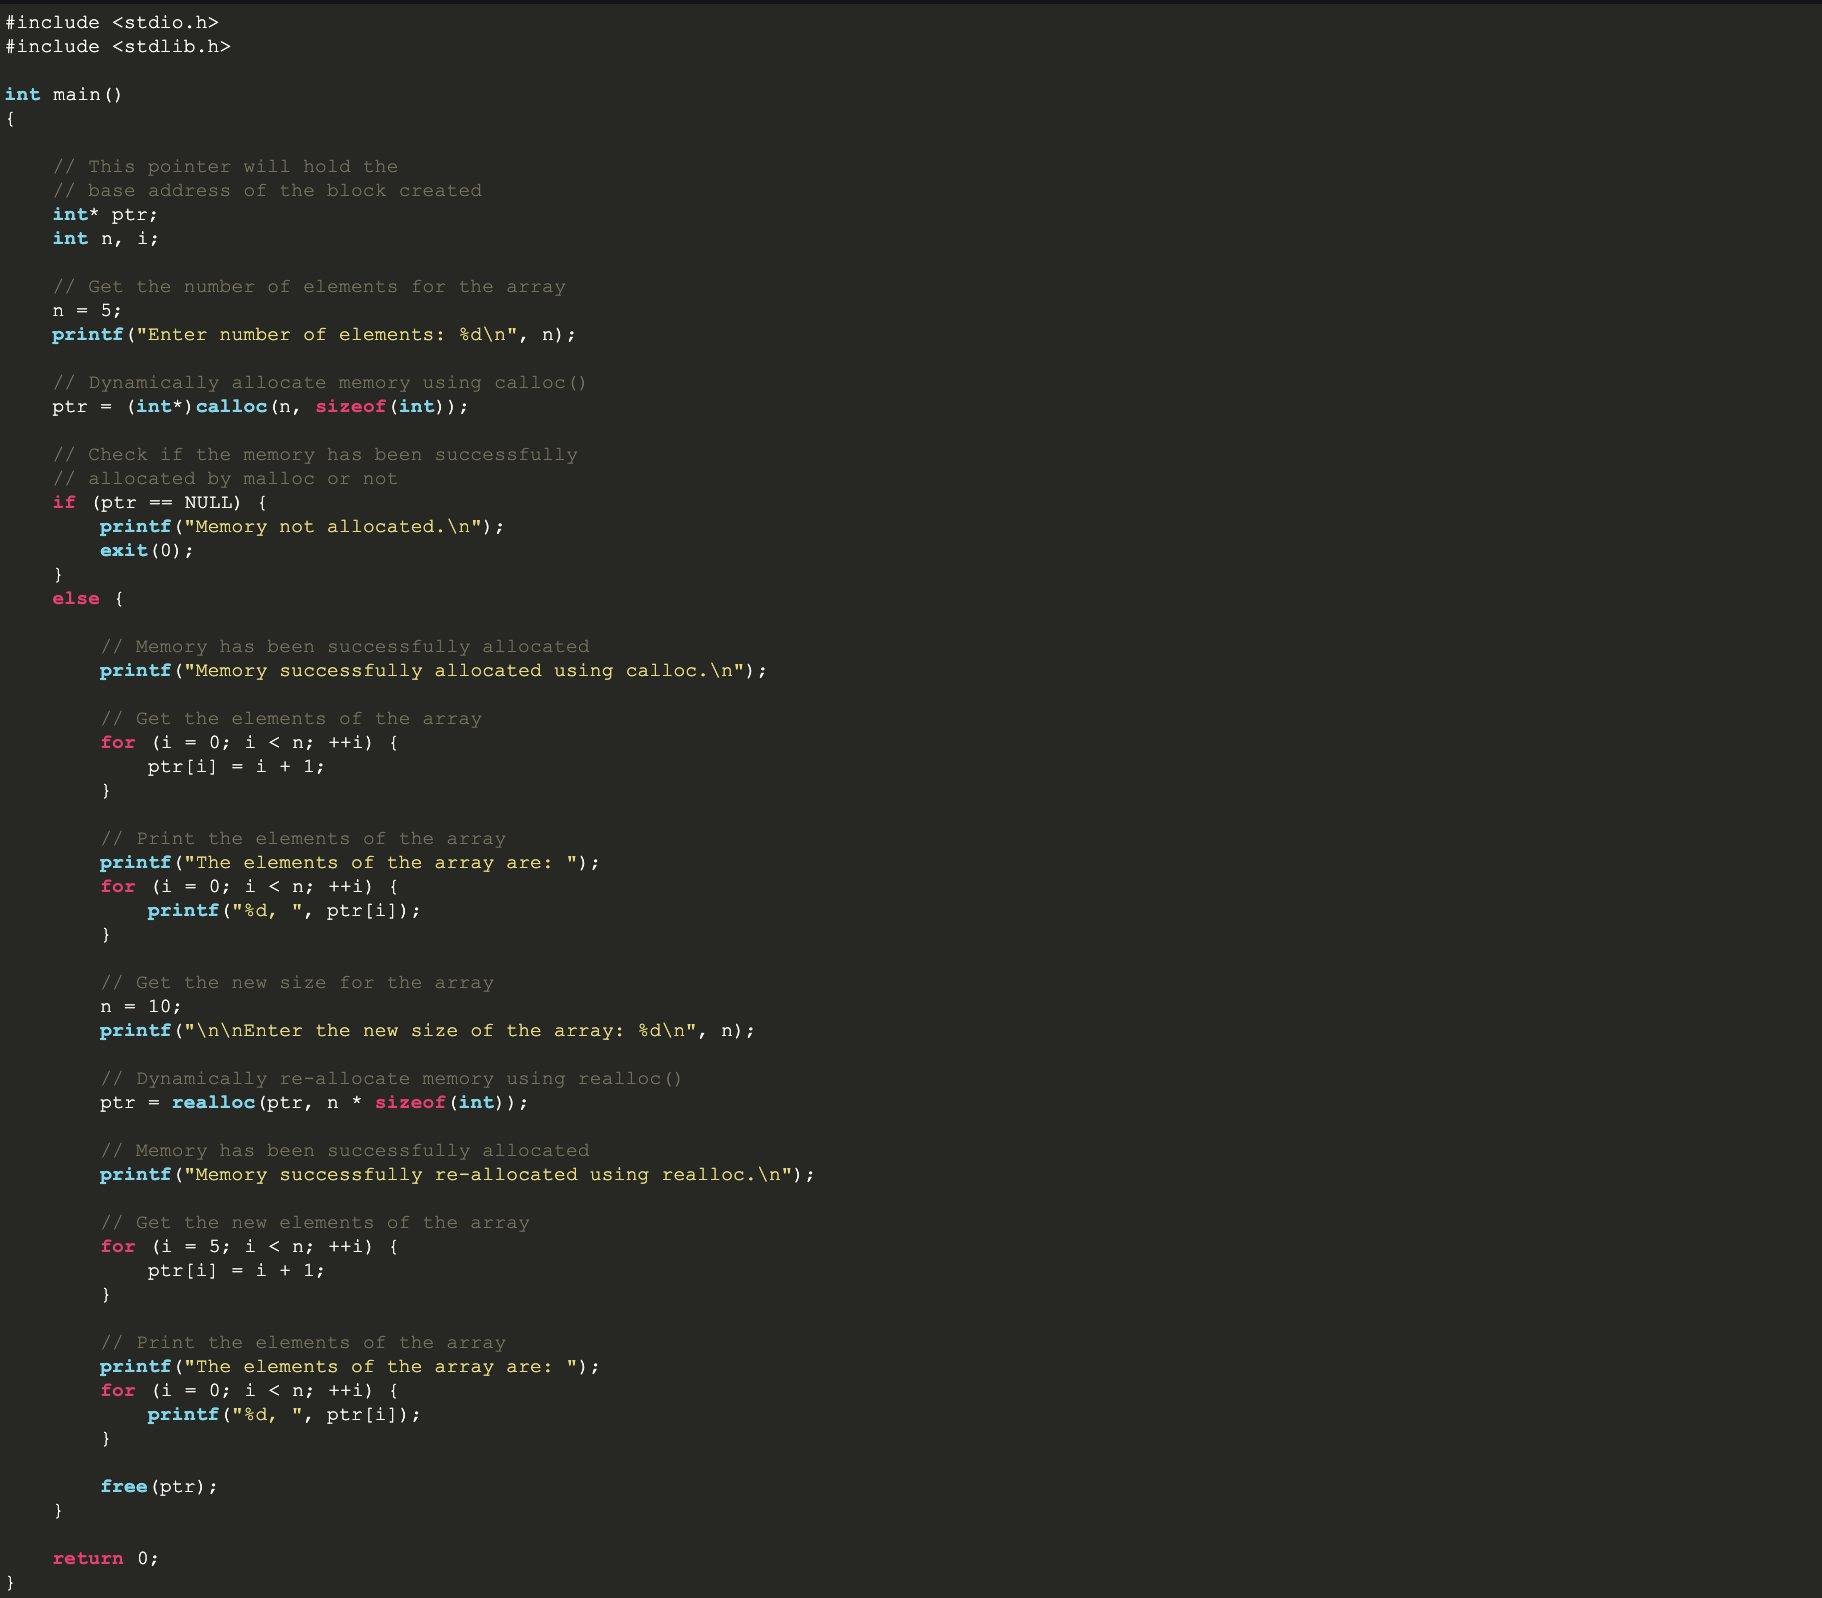 #include <stdio.h>
#include <stdlib.h>
int main()
{
// This pointer will hold the
// base address of the block created
int* ptr;
int n, i;
// Get the number of elements for the array
n = 5;
printf("Enter number of elements: %d\n", n);
// Dynamically allocate memory using calloc()
ptr = (int*)calloc(n, sizeof(int));
// Check if the memory has been successfully
// allocated by malloc or not
if (ptr == NULL) {
printf("Memory not allocated.\n");
exit(0);
}
else {
// Memory has been successfully allocated
printf("Memory successfully allocated using calloc.\n");
// Get the elements of the array
for (i = 0; i < n; ++i) {
ptr[i] = i + 1;
}
// Print the elements of the array
printf("The elements of the array are: ");
for (i = 0; i < n; ++i) {
printf("%d, ", ptr[i]);
}
// Get the new size for the array
n = 10;
printf("\n\nEnter the new size of the array: %d\n", n);
// Dynamically re-allocate memory using realloc()
ptr = realloc(ptr, n * sizeof(int));
// Memory has been successfully allocated
printf("Memory successfully re-allocated using realloc.\n");
// Get the new elements of the array
for (i = 5; i < n; ++i) {
ptr[i] = i + 1;
}
// Print the elements of the array
printf("The elements of the array are: ");
for (i = 0; i < n; ++i) {
printf("%d, ", ptr[i]);
}
free(ptr);
}
return 0;
}